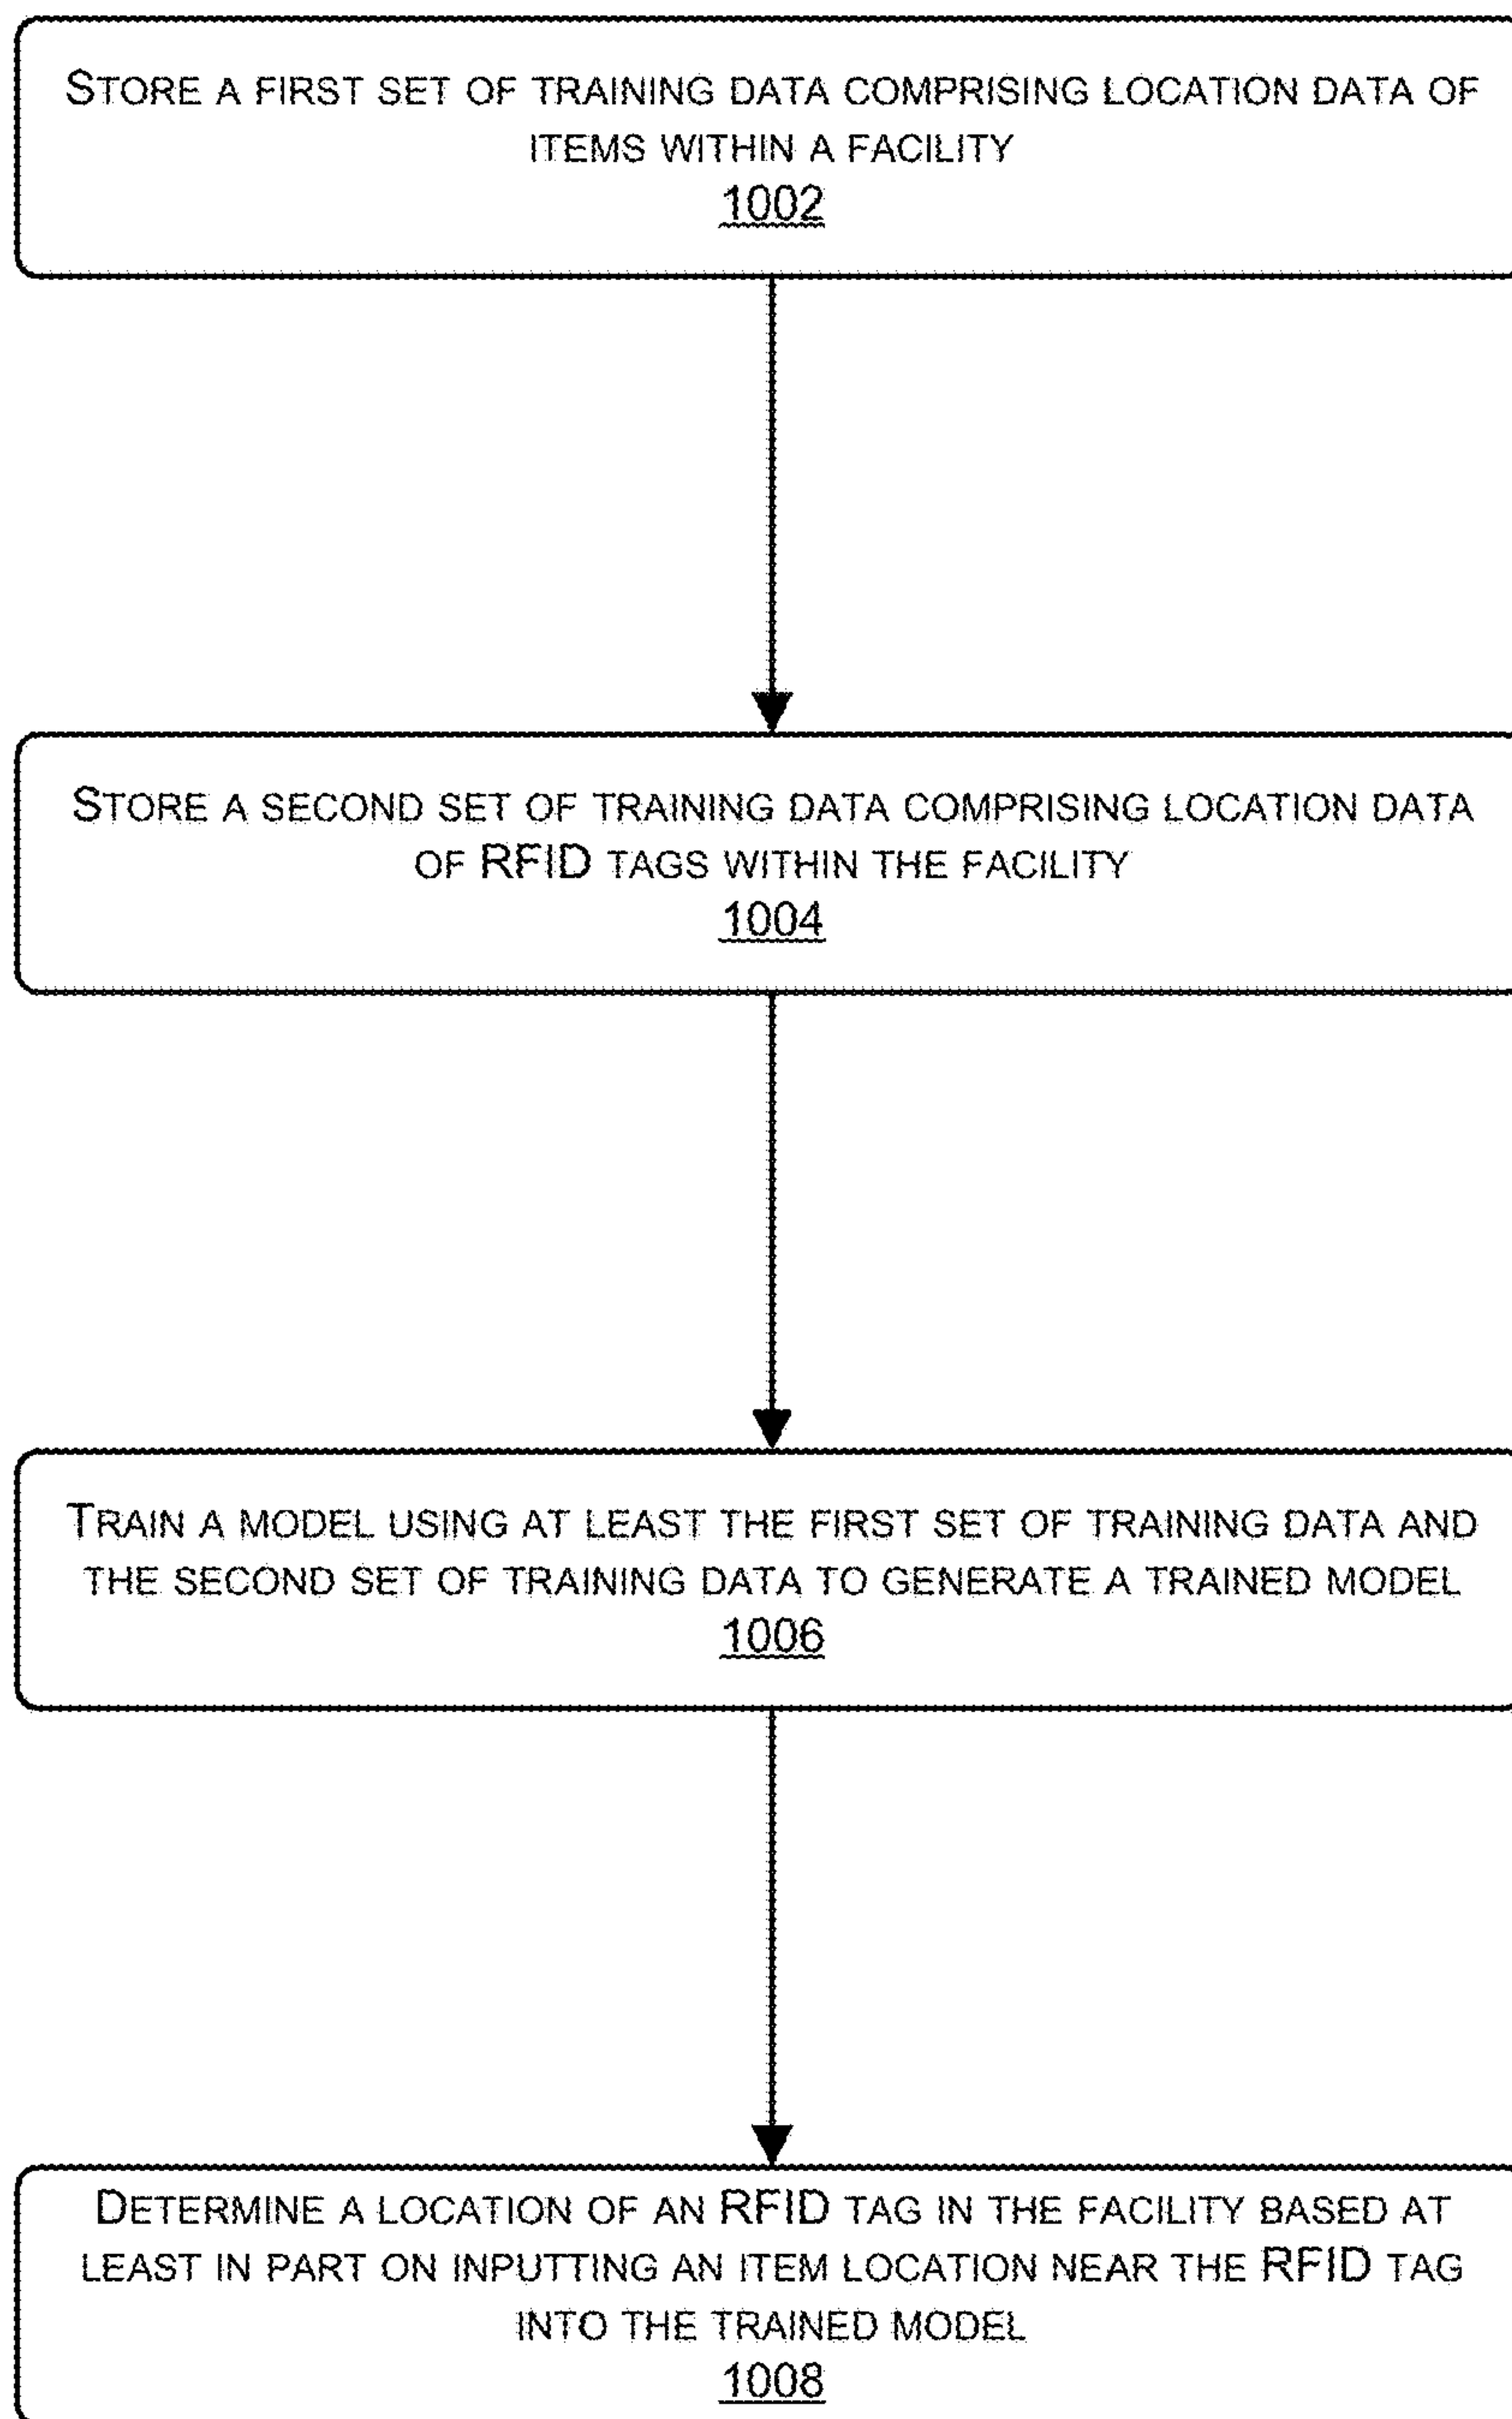 STORE A FIRST SET OF TRAINING DATA COMPRISING LOCATION DATA OF
ITEMS WITHIN A FACILITY
1002
STORE A SECOND SET OF TRAINING DATA COMPRISING LOCATION DATA
OF RFID TAGS WITHIN THE FACILITY
1004
TRAIN A MODEL USING AT LEAST THE FIRST SET OF TRAINING DATA AND
THE SECOND SET OF TRAINING DATA TO GENERATE A TRAINED MODEL
1006
DETERMINE A LOCATION OF AN RFID TAG IN THE FACILITY BASED AT
LEAST IN PART ON INPUTTING AN ITEM LOCATION NEAR THE RFID TAG
INTO THE TRAINED MODEL
1008